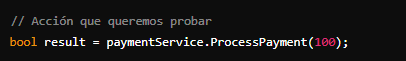 // Acción que queremos probar
bool result = paymentService.ProcessPayment(100);